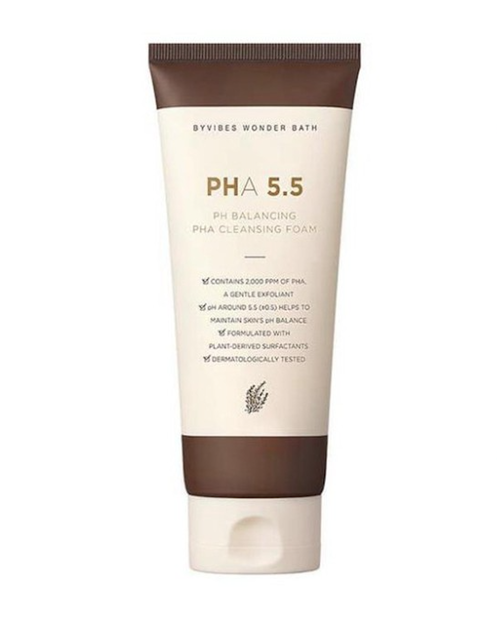 BYVIBES WONDER BATH
PHA 5.5
PH BALANCING
PHA CLEANSING FOAM
CONTAINS 2,000 PPM OF PHA,
A GENTLE EXFOLIANT
pH AROUND 5.5 (±0.5) HELPS TO
MAINTAIN SKIN'S pH BALANCE
FORMULATED WITH
PLANT-DERIVED SURFACTANTS
DERMATOLOGICALLY TESTED